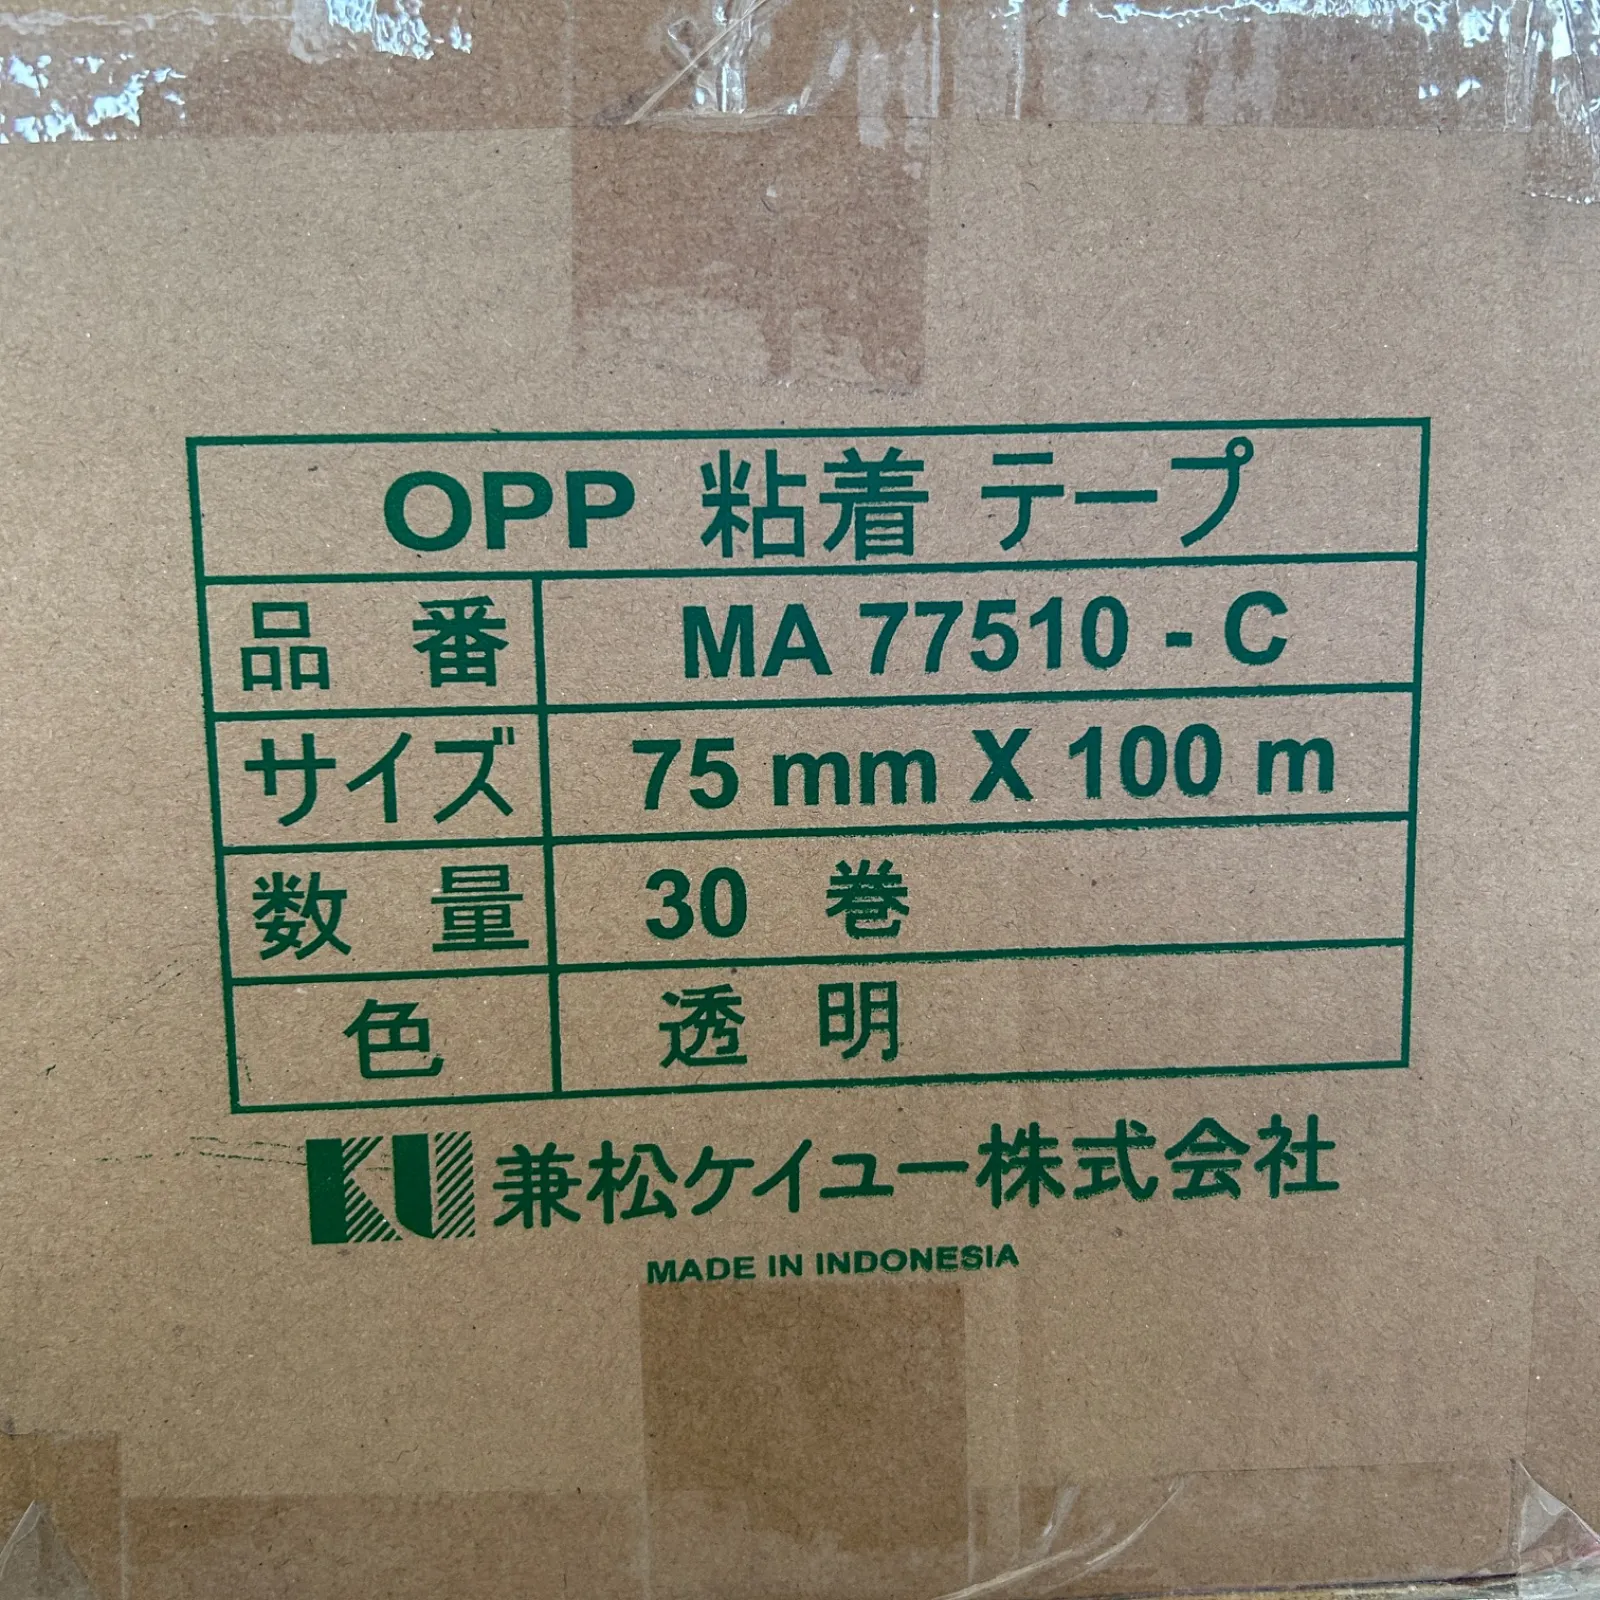 OPP 粘着 テープ
品番 MA 77510 - C
サイズ 75 mm X 100 m
数量 30 巻
色 透明
KU 兼松ケイユー株式会社
MADE IN INDONESIA